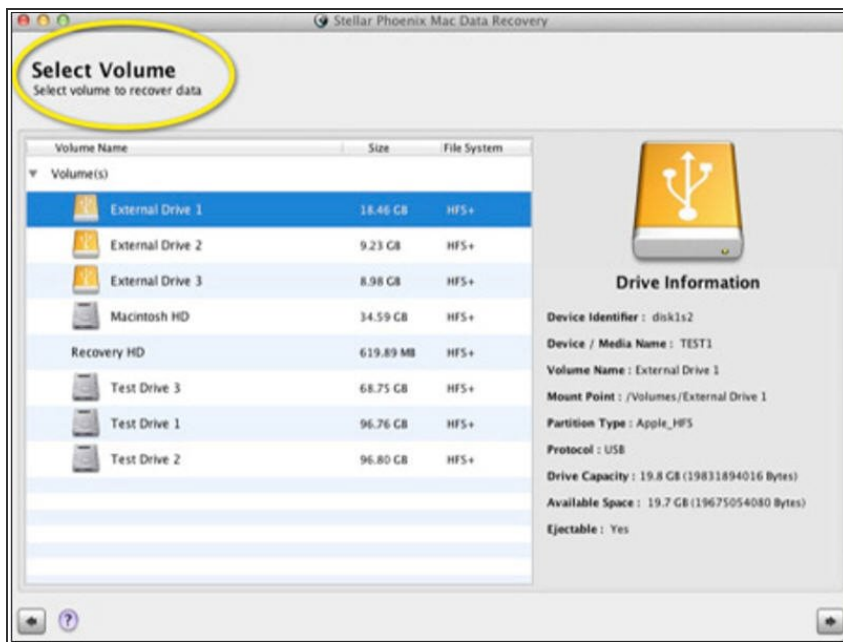 Stellar Phoenix Mac Data Recovery
Select Volume
Select volume to recover data
Volume Name Size File System
Volume(s)
External Drive 1 18.46 GB HFS+
External Drive 2 9.23 GB HFS+
External Drive 3 8.98 GB HFS+
Macintosh HD 34.59 GB HFS+
Recovery HD 619.89 MB HFS+
Test Drive 3 68.75 GB HFS+
Test Drive 1 96.76 GB HFS+
Test Drive 2 96.80 GB HFS+
Drive Information
Device Identifier : disk1s2
Device / Media Name : TEST1
Volume Name : External Drive 1
Mount Point : /Volumes/External Drive 1
Partition Type : Apple_HFS
Protocol : USB
Drive Capacity : 19.8 GB (19831894016 Bytes)
Available Space : 19.7 GB (19675054080 Bytes)
Ejectable : Yes
?